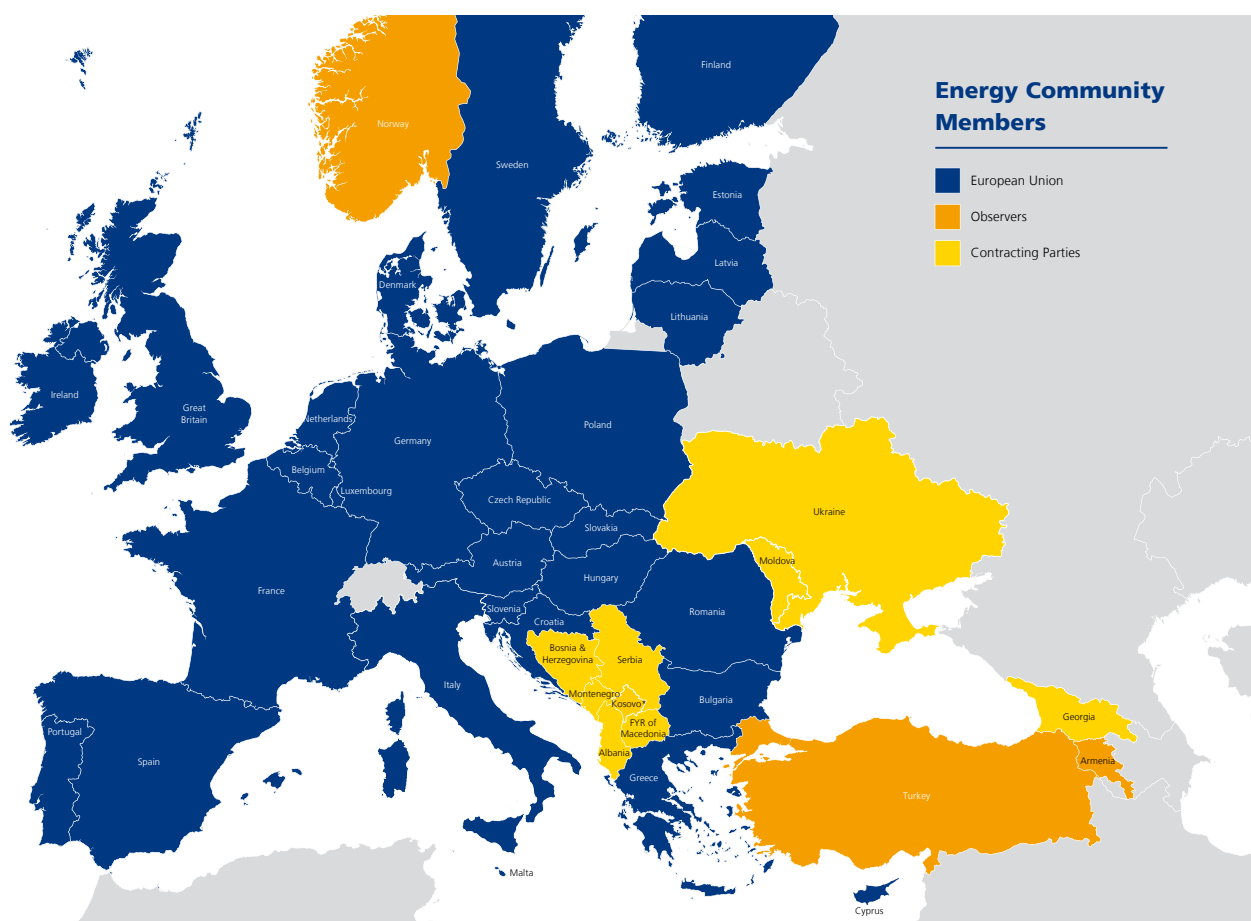 Energy Community
Members
European Union
Observers
Contracting Parties
Finland
Norway
Sweden
Estonia
Latvia
Denmark
Lithuania
Ireland
Great
Britain
Netherlands
Poland
Germany
Belgium
Luxembourg
Czech Republic
Ukraine
Slovakia
Moldova
Austria
Hungary
France
Slovenia
Romania
Croatia
Bosnia &
Herzegovina
Serbia
Italy
Montenegro
Kosovo*
Bulgaria
Georgia
FYR of
Macedonia
Portugal
Albania
Spain
Armenia
Greece
Turkey
Malta
Cyprus